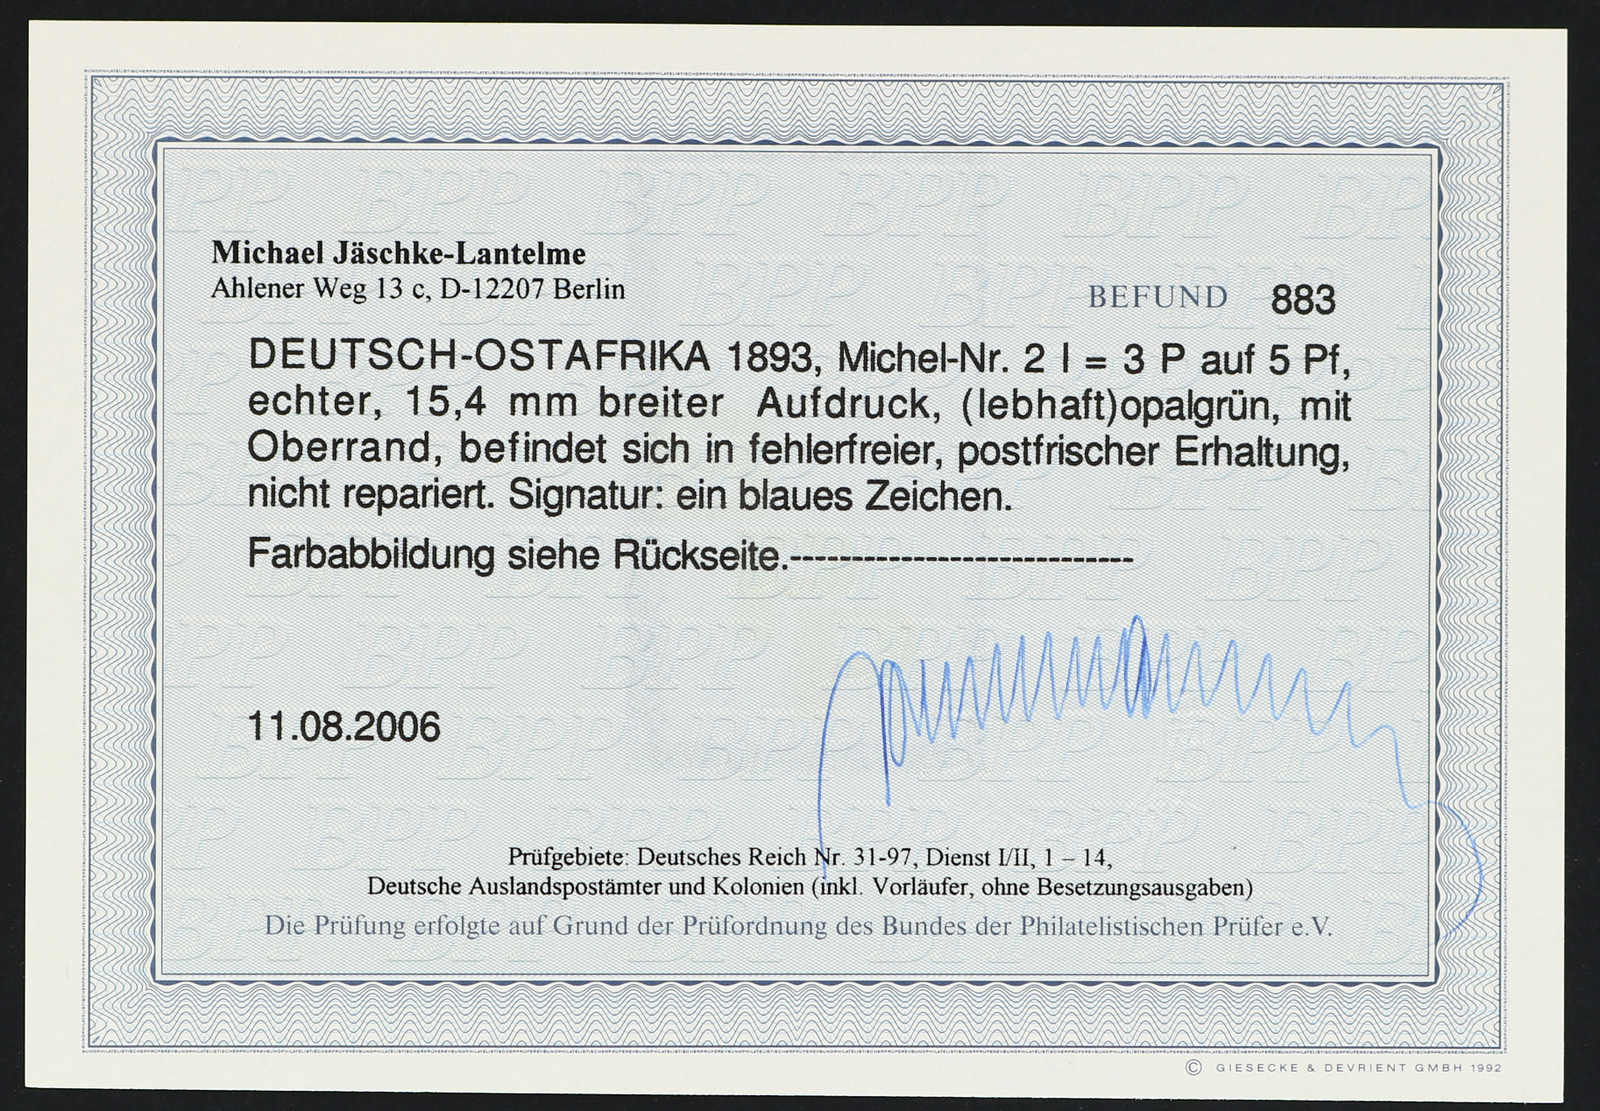 Michael Jäschke-Lantelme
Ahlener Weg 13 c, D-12207 Berlin
BEFUND 883
DEUTSCH-OSTAFRIKA 1893, Michel-Nr. 2 I = 3 P auf 5 Pf,
echter, 15,4 mm breiter Aufdruck, (lebhaft)opalgrün, mit
Oberrand, befindet sich in fehlerfreier, postfrischer Erhaltung,
nicht repariert. Signatur: ein blaues Zeichen.
Farbabbildung siehe Rückseite.----------------------------
11.08.2006
Prüfgebiete: Deutsches Reich Nr. 31-97, Dienst I/II, 1 – 14,
Deutsche Auslandspostämter und Kolonien (inkl. Vorläufer, ohne Besetzungsausgaben)
Die Prüfung erfolgte auf Grund der Prüfordnung des Bundes der Philatelistischen Prüfer e.V.
© GIESECKE & DEVRIENT GMBH 1992